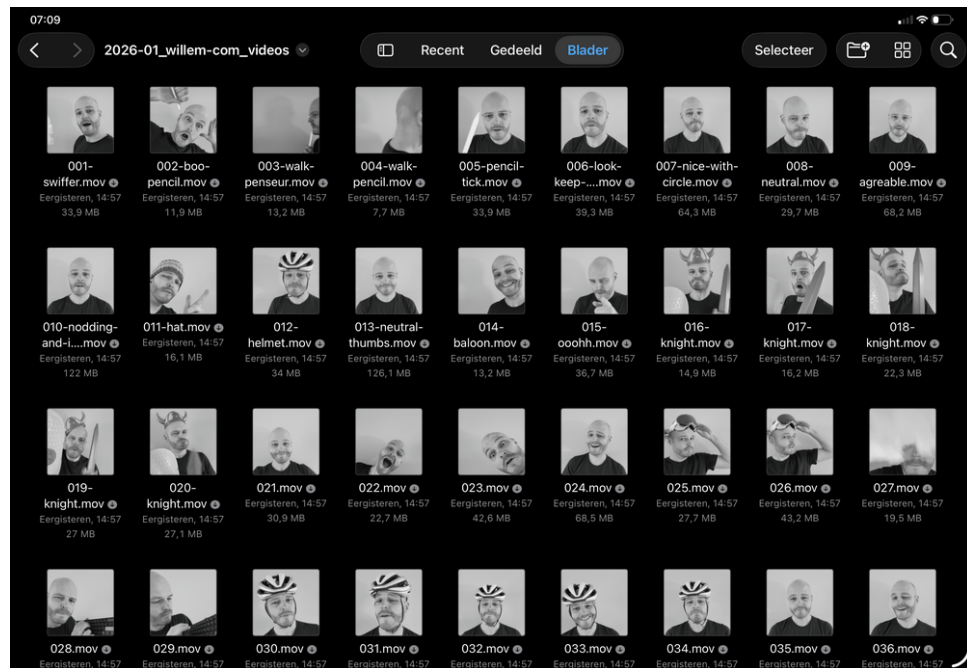 07:09
2026-01_willem-com_videos
Recent Gedeeld Blader
Selecteer
001-
swiffer.mov
Eergisteren, 14:57
33,9 MB
002-boo-
pencil.mov
Eergisteren, 14:57
11,9 MB
003-walk-
penseur.mov
Eergisteren, 14:57
13,2 MB
004-walk-
pencil.mov
Eergisteren, 14:57
7,7 MB
005-pencil-
tick.mov
Eergisteren, 14:57
33,9 MB
006-look-
keep-....mov
Eergisteren, 14:57
39,3 MB
007-nice-with-
circle.mov
Eergisteren, 14:57
64,3 MB
008-
neutral.mov
Eergisteren, 14:57
29,7 MB
009-
agreable.mov
Eergisteren, 14:57
68,2 MB
010-nodding-
and-i....mov
Eergisteren, 14:57
122 MB
011-hat.mov
Eergisteren, 14:57
16,1 MB
012-
helmet.mov
Eergisteren, 14:57
34 MB
013-neutral-
thumbs.mov
Eergisteren, 14:57
126,1 MB
014-
baloon.mov
Eergisteren, 14:57
13,2 MB
015-
ooohh.mov
Eergisteren, 14:57
36,7 MB
016-
knight.mov
Eergisteren, 14:57
14,9 MB
017-
knight.mov
Eergisteren, 14:57
16,2 MB
018-
knight.mov
Eergisteren, 14:57
22,3 MB
019-
knight.mov
Eergisteren, 14:57
27 MB
020-
knight.mov
Eergisteren, 14:57
27,1 MB
021.mov
Eergisteren, 14:57
30,9 MB
022.mov
Eergisteren, 14:57
22,7 MB
023.mov
Eergisteren, 14:57
42,6 MB
024.mov
Eergisteren, 14:57
68,5 MB
025.mov
Eergisteren, 14:57
27,7 MB
026.mov
Eergisteren, 14:57
43,2 MB
027.mov
Eergisteren, 14:57
19,5 MB
028.mov
Eergisteren, 14:57
029.mov
Eergisteren, 14:57
030.mov
Eergisteren, 14:57
031.mov
Eergisteren, 14:57
032.mov
Eergisteren, 14:57
033.mov
Eergisteren, 14:57
034.mov
Eergisteren, 14:57
035.mov
Eergisteren, 14:57
036.mov
Eergisteren, 14:57